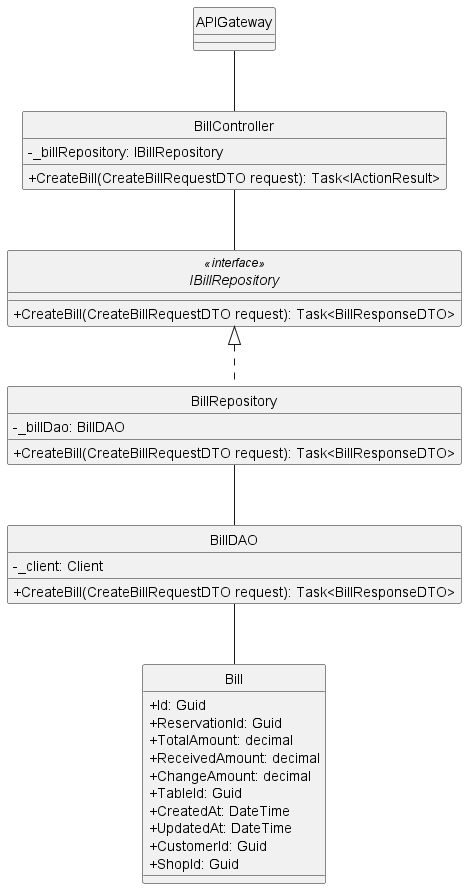 APIGateway
BillController
-_billRepository: IBillRepository
+CreateBill(CreateBillRequestDTO request): Task<IActionResult>
«interface»
IBillRepository
+CreateBill(CreateBillRequestDTO request): Task<BillResponseDTO>
BillRepository
-_billDao: BillDAO
+CreateBill(CreateBillRequestDTO request): Task<BillResponseDTO>
BillDAO
-_client: Client
+CreateBill(CreateBillRequestDTO request): Task<BillResponseDTO>
Bill
+Id: Guid
+ReservationId: Guid
+TotalAmount: decimal
+ReceivedAmount: decimal
+ChangeAmount: decimal
+TableId: Guid
+CreatedAt: DateTime
+UpdatedAt: DateTime
+CustomerId: Guid
+ShopId: Guid